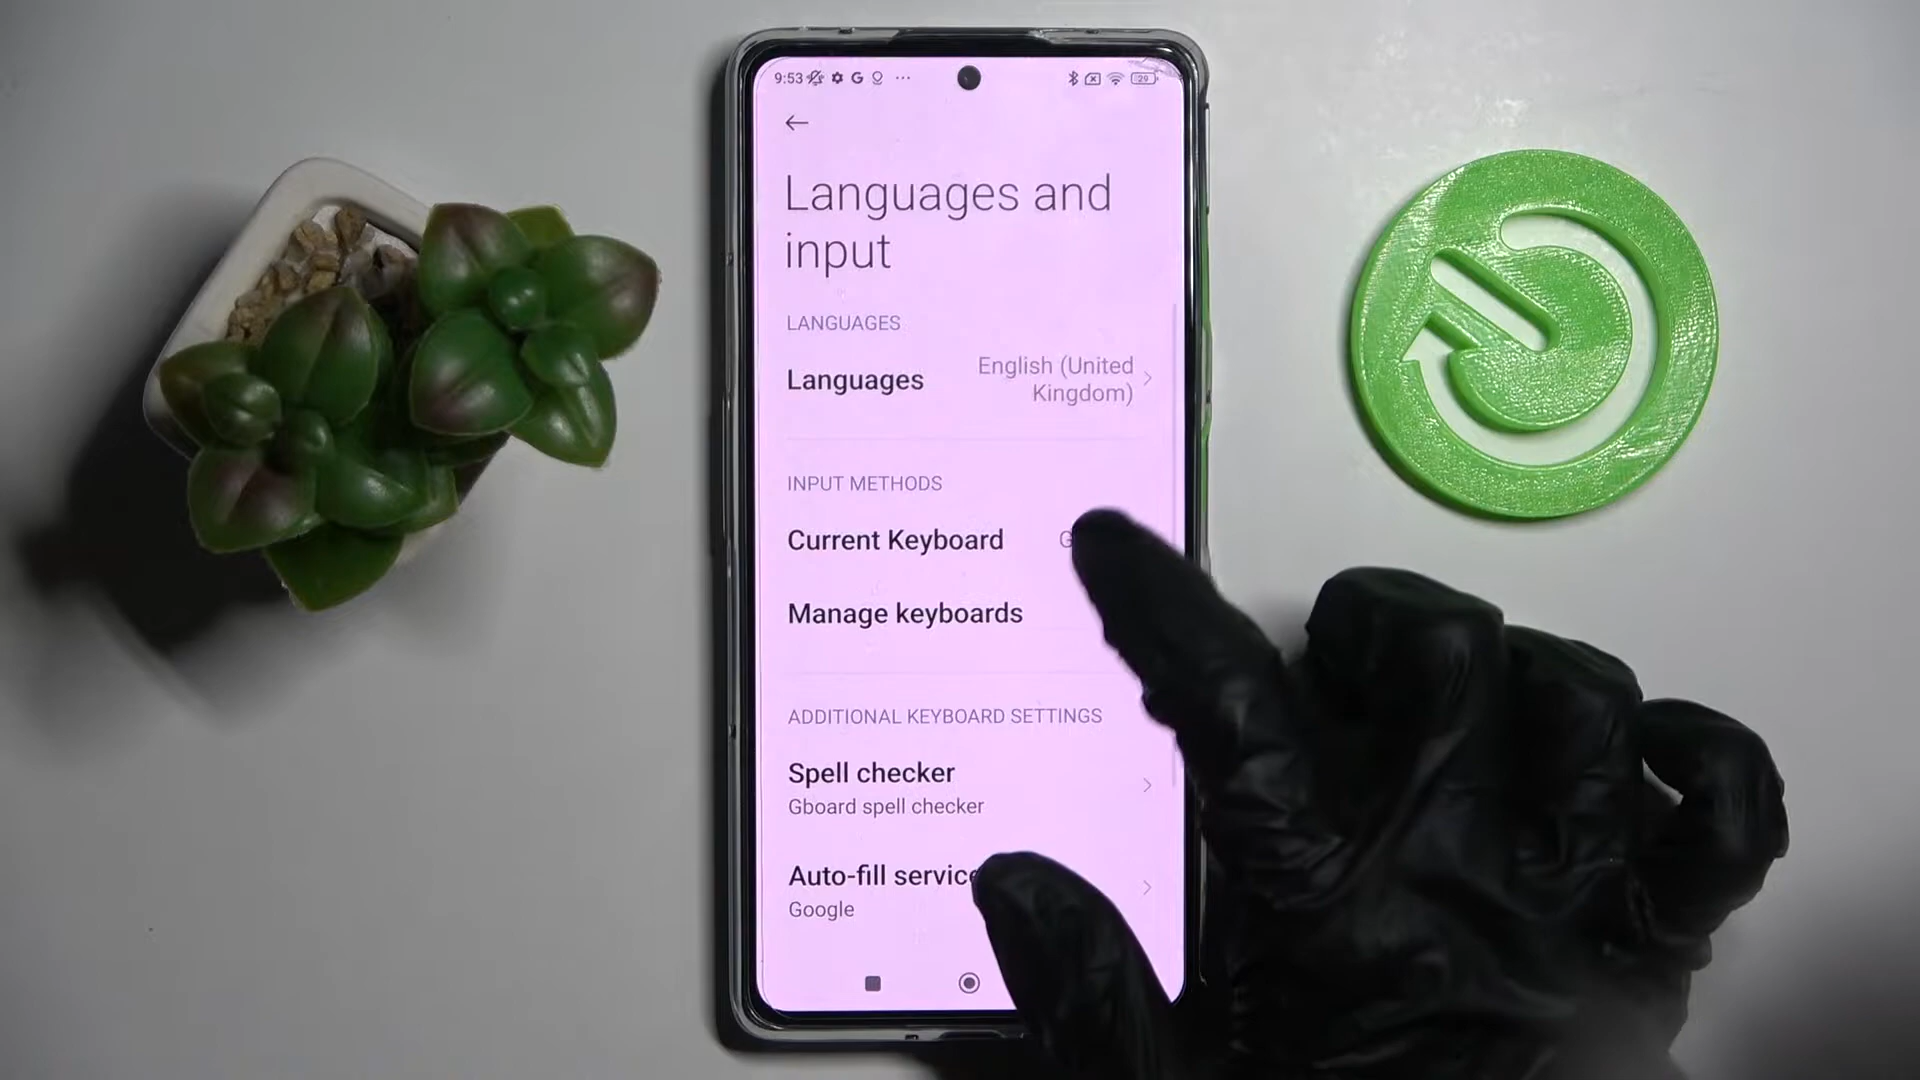 9:53
29
Languages and
input
LANGUAGES
Languages
English (United
Kingdom)
INPUT METHODS
Current Keyboard
Manage keyboards
ADDITIONAL KEYBOARD SETTINGS
Spell checker
Gboard spell checker
Auto-fill service
Google